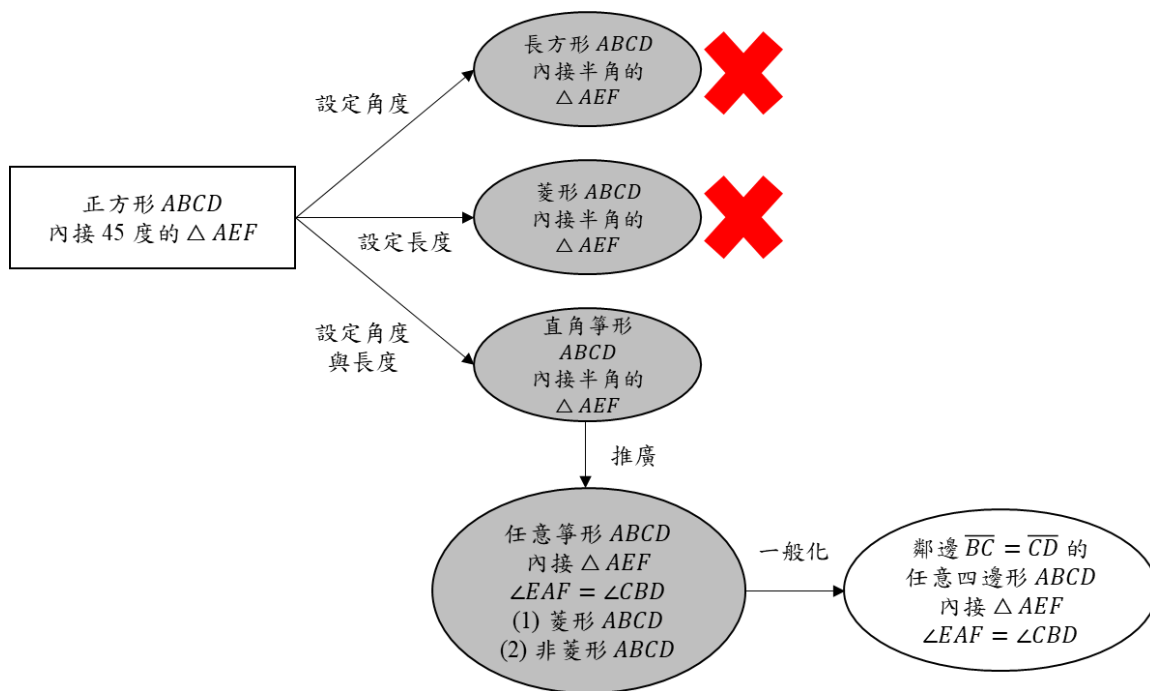 長方形 ABCD
內接半角的
△ AEF
設定角度
正方形 ABCD
內接 45 度的 △ AEF
菱形 ABCD
內接半角的
△ AEF
設定長度
設定角度
與長度
直角箏形
ABCD
內接半角的
△ AEF
推廣
任意箏形 ABCD
內接 △ AEF
∠EAF = ∠CBD
(1) 菱形 ABCD
(2) 非菱形 ABCD
一般化
鄰邊 B̅C̅ = C̅D̅ 的
任意四邊形 ABCD
內接 △ AEF
∠EAF = ∠CBD